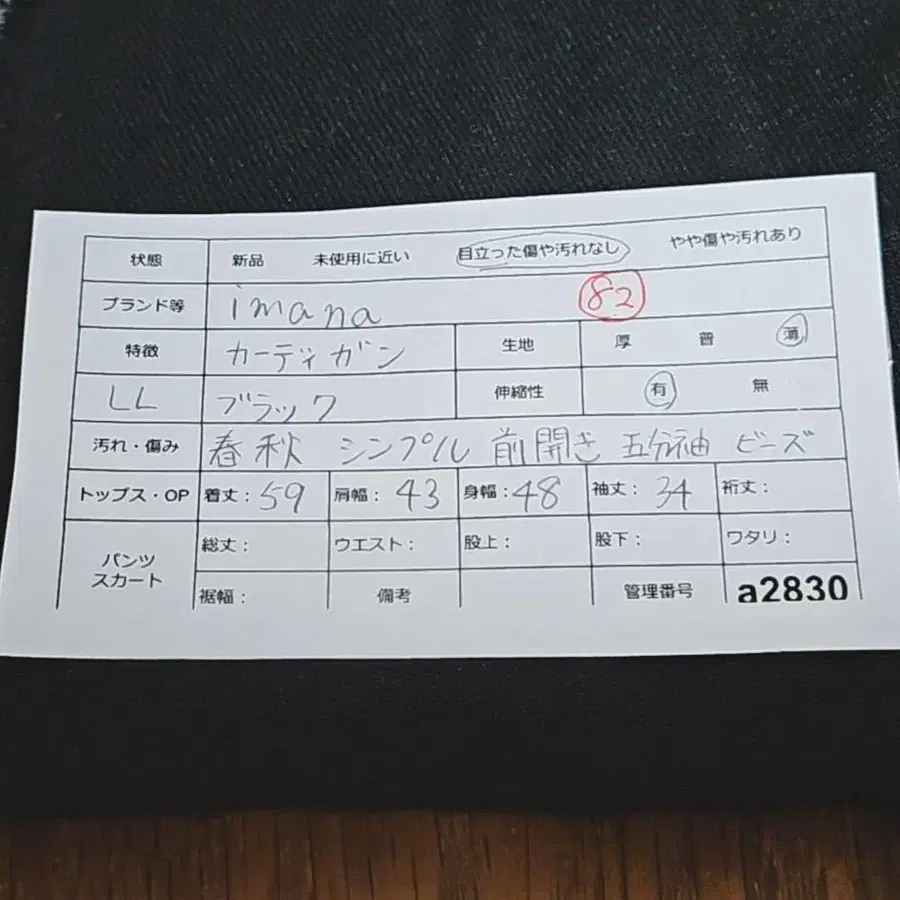 状態 新品 未使用に近い 目立った傷や汚れなし やや傷や汚れあり
ブランド等 imana 82
特徴 カーディガン 生地 厚 普 薄
LL ブラック 伸縮性 有 無
汚れ・傷み 春秋 シンプル 前開き 五分袖 ビーズ
トップス・OP 着丈：59 肩幅：43 身幅：48 袖丈：34 裄丈：
パンツ スカート 総丈： ウエスト： 股上： 股下： ワタリ：
裾幅： 備考 管理番号 a2830